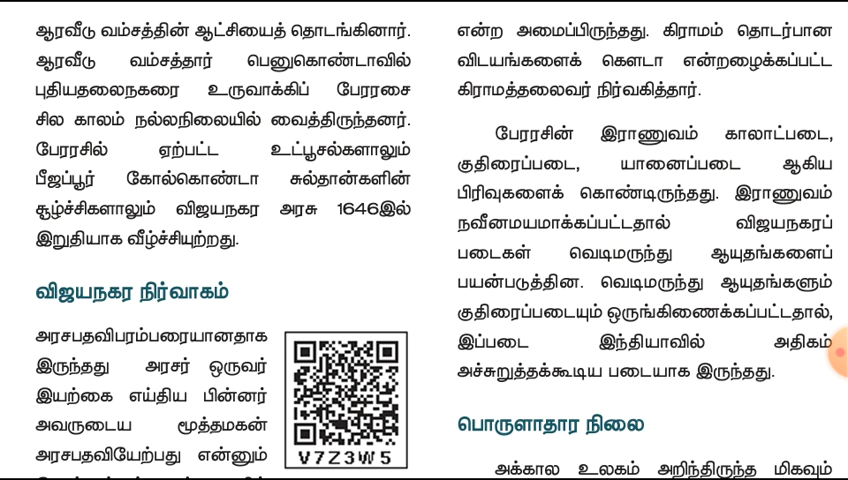 ஆரவீடு வம்சத்தின் ஆட்சியைத் தொடங்கினார்.
ஆரவீடு வம்சத்தார் பெனுகொண்டாவில்
புதியதலைநகரை உருவாக்கிப் பேரரசை
சில காலம் நல்லநிலையில் வைத்திருந்தனர்.
பேரரசில் ஏற்பட்ட உட்பூசல்களாலும்
பீஜப்பூர் கோல்கொண்டா சுல்தான்களின்
சூழ்ச்சிகளாலும் விஜயநகர அரசு 1646இல்
இறுதியாக வீழ்ச்சியுற்றது.
விஜயநகர நிர்வாகம்
அரசபதவிபரம்பரையானதாக
இருந்தது அரசர் ஒருவர்
இயற்கை எய்திய பின்னர்
அவருடைய மூத்தமகன்
அரசபதவியேற்பது என்னும்
V7Z3W5
என்ற அமைப்பிருந்தது. கிராமம் தொடர்பான
விடயங்களைக் கௌடா என்றழைக்கப்பட்ட
கிராமத்தலைவர் நிர்வகித்தார்.
பேரரசின் இராணுவம் காலாட்படை,
குதிரைப்படை, யானைப்படை ஆகிய
பிரிவுகளைக் கொண்டிருந்தது. இராணுவம்
நவீனமயமாக்கப்பட்டதால் விஜயநகரப்
படைகள் வெடிமருந்து ஆயுதங்களைப்
பயன்படுத்தின. வெடிமருந்து ஆயுதங்களும்
குதிரைப்படையும் ஒருங்கிணைக்கப்பட்டதால்,
இப்படை இந்தியாவில் அதிகம்
அச்சுறுத்தக்கூடிய படையாக இருந்தது.
பொருளாதார நிலை
அக்கால உலகம் அறிந்திருந்த மிகவும்